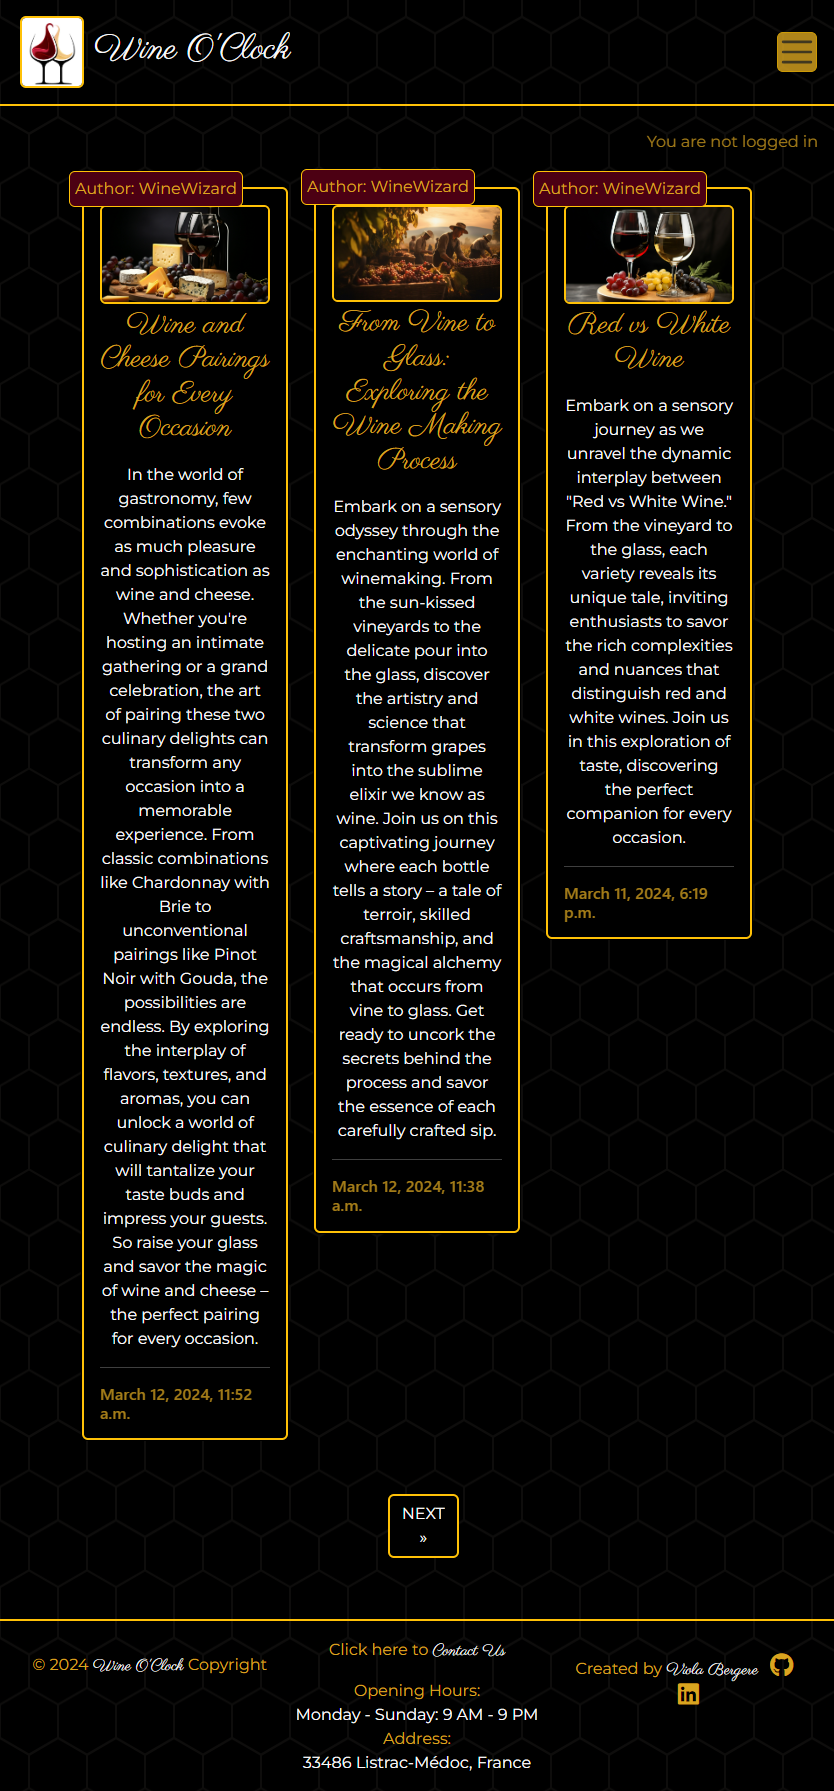 Wine O'Clock
You are not logged in
Author: WineWizard
Wine and
Cheese Pairings
for Every
Occasion
In the world of
gastronomy, few
combinations evoke
as much pleasure
and sophistication as
wine and cheese.
Whether you're
hosting an intimate
gathering or a grand
celebration, the art
of pairing these two
culinary delights can
transform any
occasion into a
memorable
experience. From
classic combinations
like Chardonnay with
Brie to
unconventional
pairings like Pinot
Noir with Gouda, the
possibilities are
endless. By exploring
the interplay of
flavors, textures, and
aromas, you can
unlock a world of
culinary delight that
will tantalize your
taste buds and
impress your guests.
So raise your glass
and savor the magic
of wine and cheese –
the perfect pairing
for every occasion.
March 12, 2024, 11:52
a.m.
Author: WineWizard
From Vine to
Glass:
Exploring the
Wine Making
Process
Embark on a sensory
odyssey through the
enchanting world of
winemaking. From
the sun-kissed
vineyards to the
delicate pour into
the glass, discover
the artistry and
science that
transform grapes
into the sublime
elixir we know as
wine. Join us on this
captivating journey
where each bottle
tells a story – a tale of
terroir, skilled
craftsmanship, and
the magical alchemy
that occurs from
vine to glass. Get
ready to uncork the
secrets behind the
process and savor
the essence of each
carefully crafted sip.
March 12, 2024, 11:38
a.m.
Author: WineWizard
Red vs White
Wine
Embark on a sensory
journey as we
unravel the dynamic
interplay between
"Red vs White Wine."
From the vineyard to
the glass, each
variety reveals its
unique tale, inviting
enthusiasts to savor
the rich complexities
and nuances that
distinguish red and
white wines. Join us
in this exploration of
taste, discovering
the perfect
companion for every
occasion.
March 11, 2024, 6:19
p.m.
NEXT
»
© 2024 Wine O'Clock Copyright
Click here to Contact Us
Opening Hours:
Monday - Sunday: 9 AM - 9 PM
Address:
33486 Listrac-Médoc, France
Created by Viola Bergere